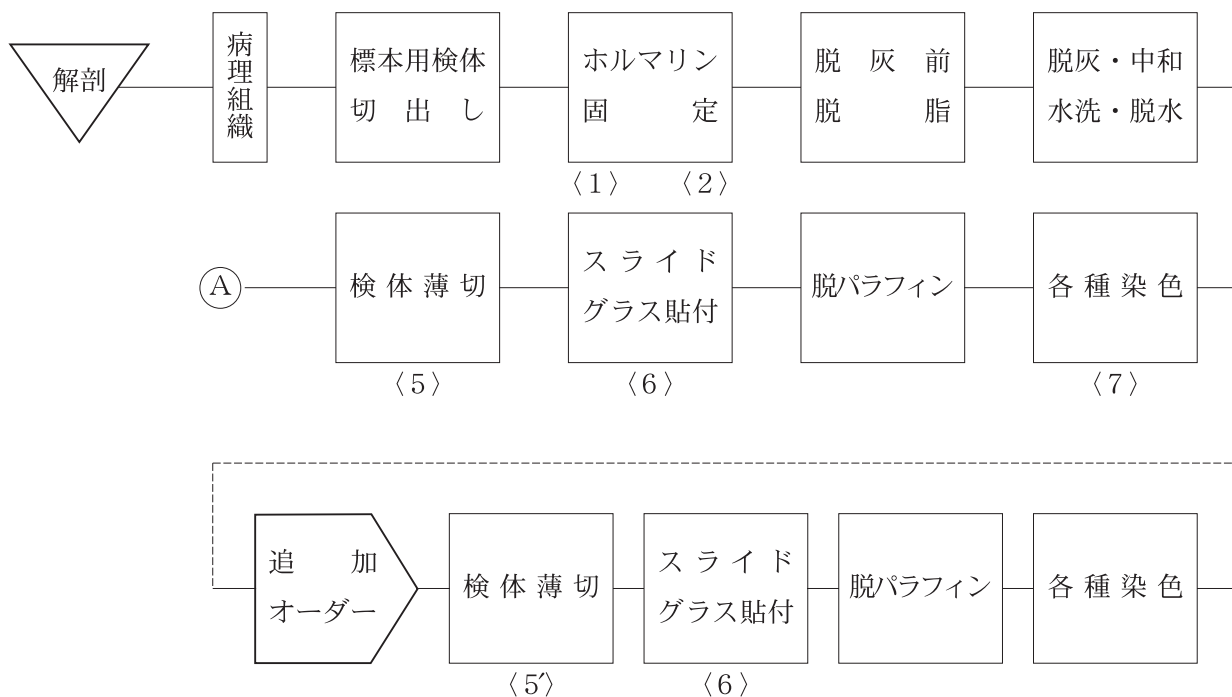 解剖
病理組織
標本用検体
切出し
ホルマリン
固定
脱灰前
脱脂
脱灰・中和
水洗・脱水
〈1〉 〈2〉
Ⓐ
検体薄切
スライド
グラス貼付
脱パラフィン
各種染色
〈5〉
〈6〉
〈7〉
追加
オーダー
検体薄切
スライド
グラス貼付
脱パラフィン
各種染色
〈5′〉
〈6〉